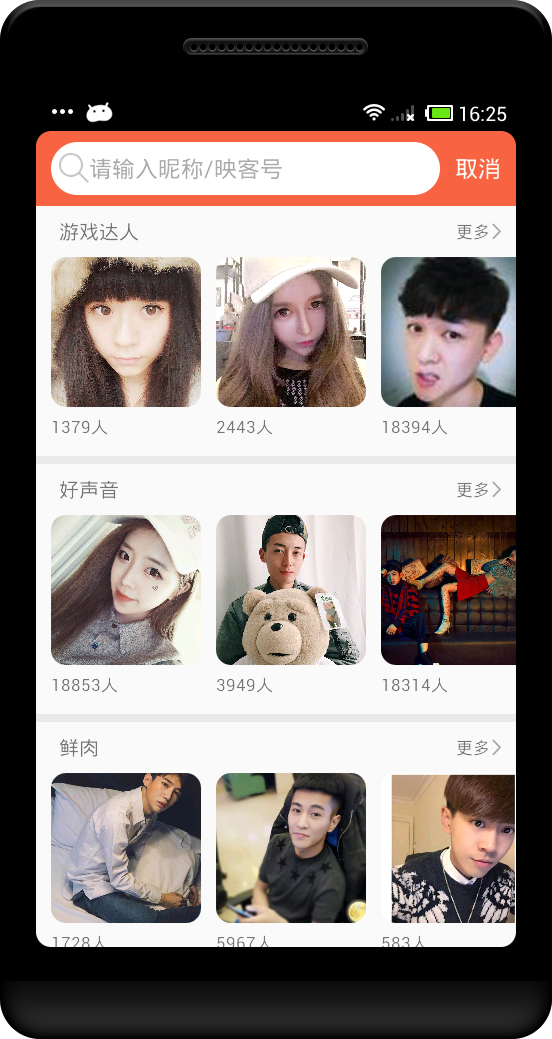 16:25
请输入昵称/映客号
取消
游戏达人
更多
1379人
2443人
18394人
好声音
更多
18853人
3949人
18314人
鲜肉
更多
1728人
5967人
583人